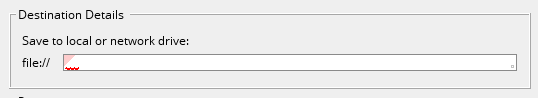 Destination Details
Save to local or network drive:
file://